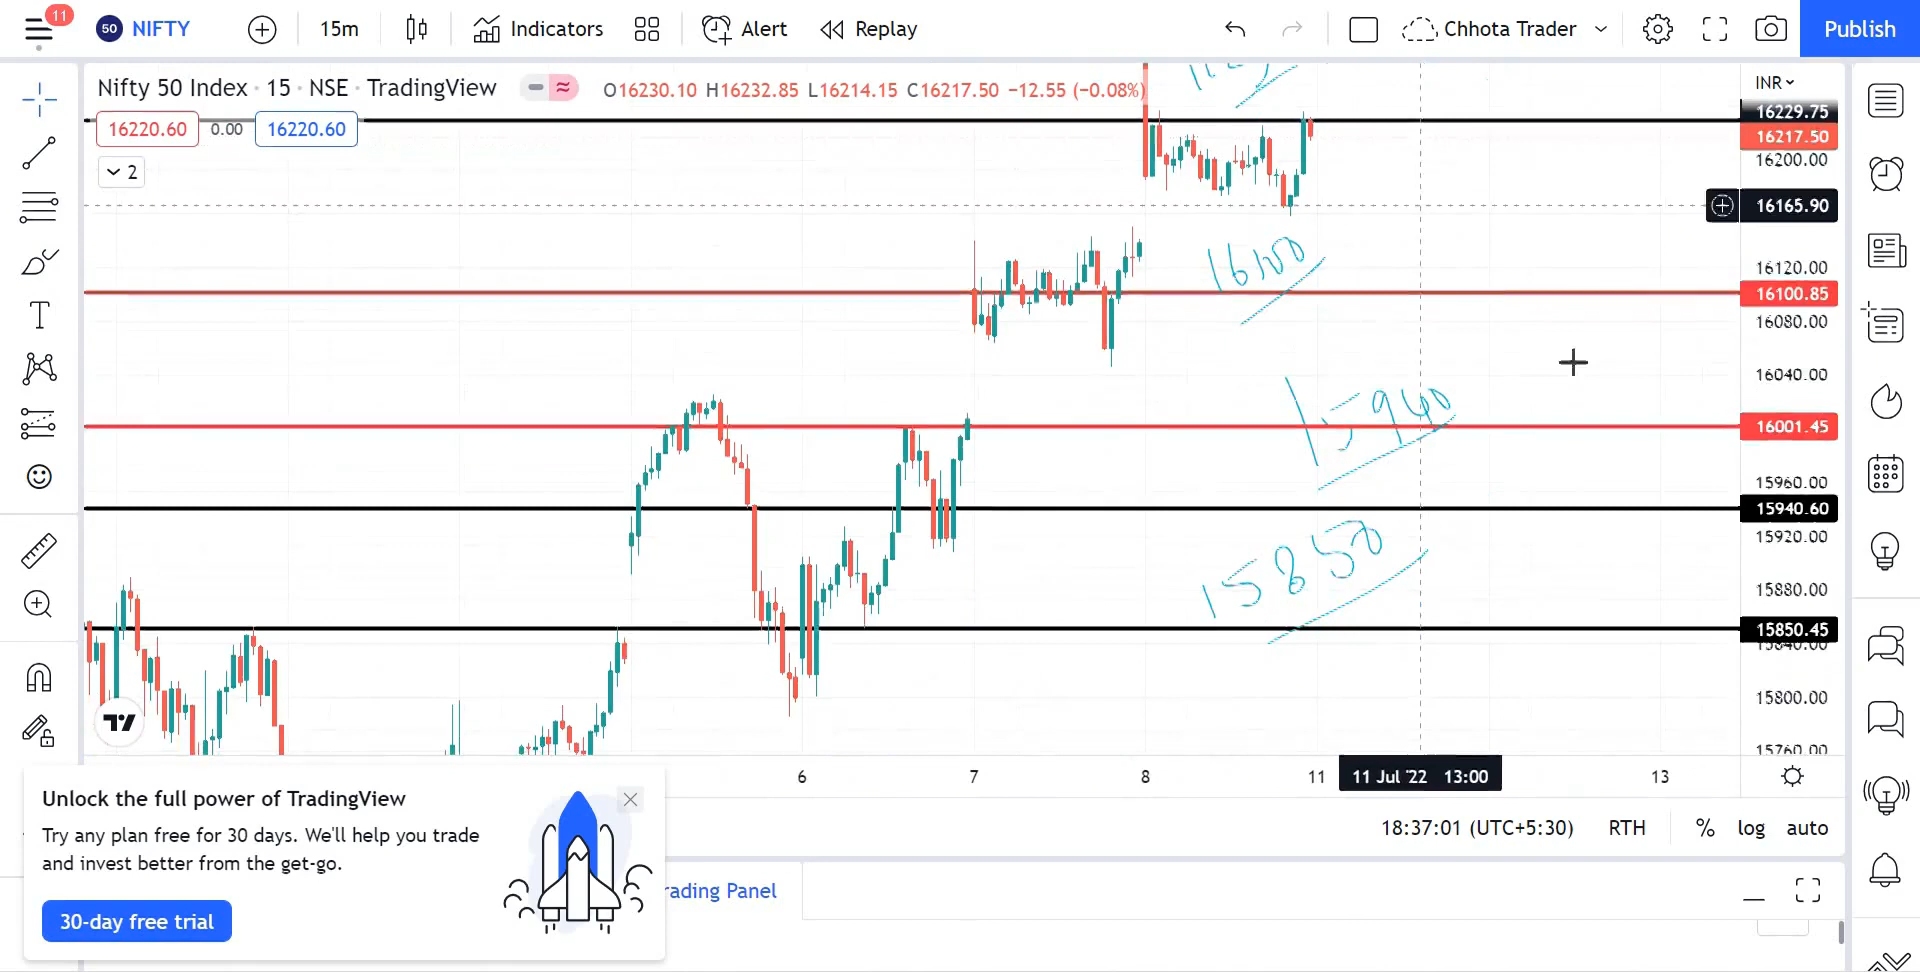 11
50 NIFTY
15m
Indicators
Alert
Replay
Chhota Trader
Publish
Nifty 50 Index · 15 · NSE · TradingView
O16230.10 H16232.85 L16214.15 C16217.50 −12.55 (−0.08%)
INR
16220.60 0.00 16220.60
2
16229.75
16217.50
16200.00
16165.90
16120.00
16100.85
16080.00
16040.00
16001.45
15960.00
15940.60
15920.00
15880.00
15850.45
15840.00
15800.00
15760.00
16100
15940
15850
6 7 8 11 11 Jul '22 13:00 13
18:37:01 (UTC+5:30) RTH % log auto
Unlock the full power of TradingView
Try any plan free for 30 days. We'll help you trade
and invest better from the get-go.
30-day free trial
rading Panel